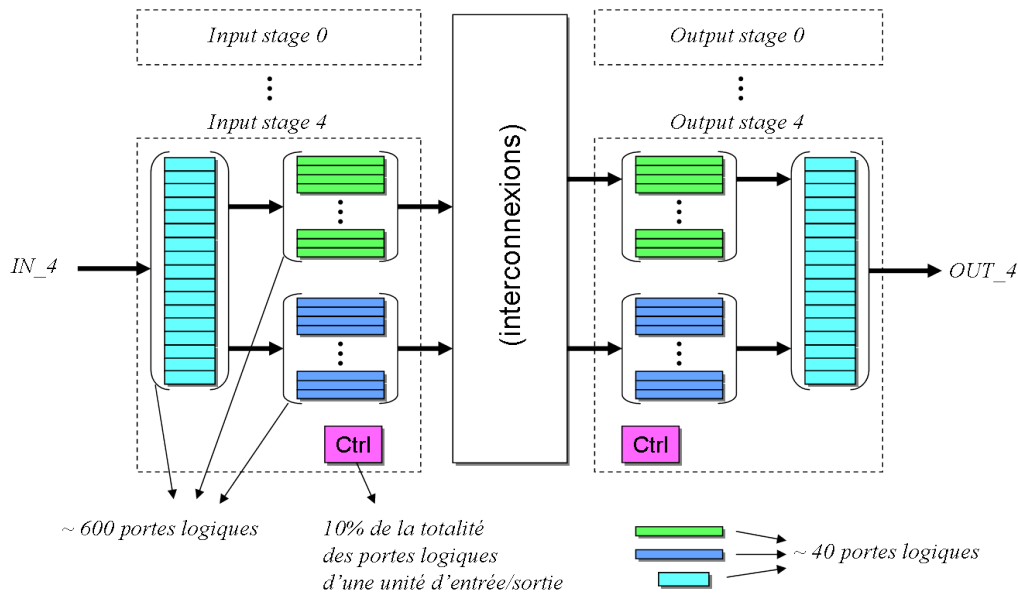 Input stage 0
Output stage 0
Input stage 4
Output stage 4
(interconnexions)
IN_4
OUT_4
Ctrl
Ctrl
~ 600 portes logiques
10% de la totalité
des portes logiques
d'une unité d'entrée/sortie
~ 40 portes logiques